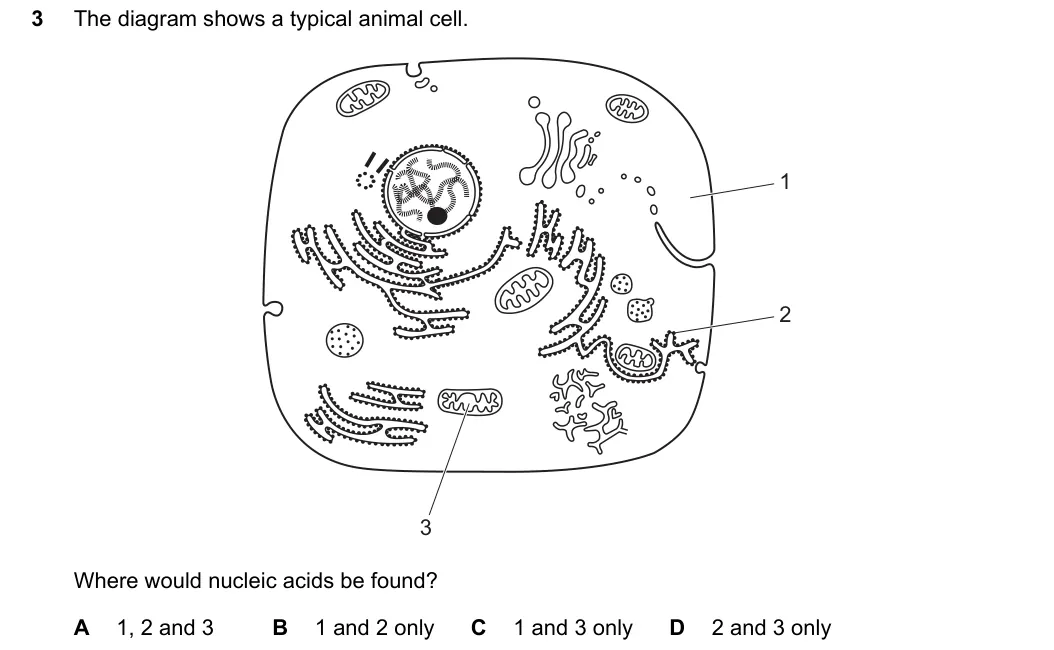 3 The diagram shows a typical animal cell.
1
2
3
Where would nucleic acids be found?
A 1, 2 and 3 B 1 and 2 only C 1 and 3 only D 2 and 3 only